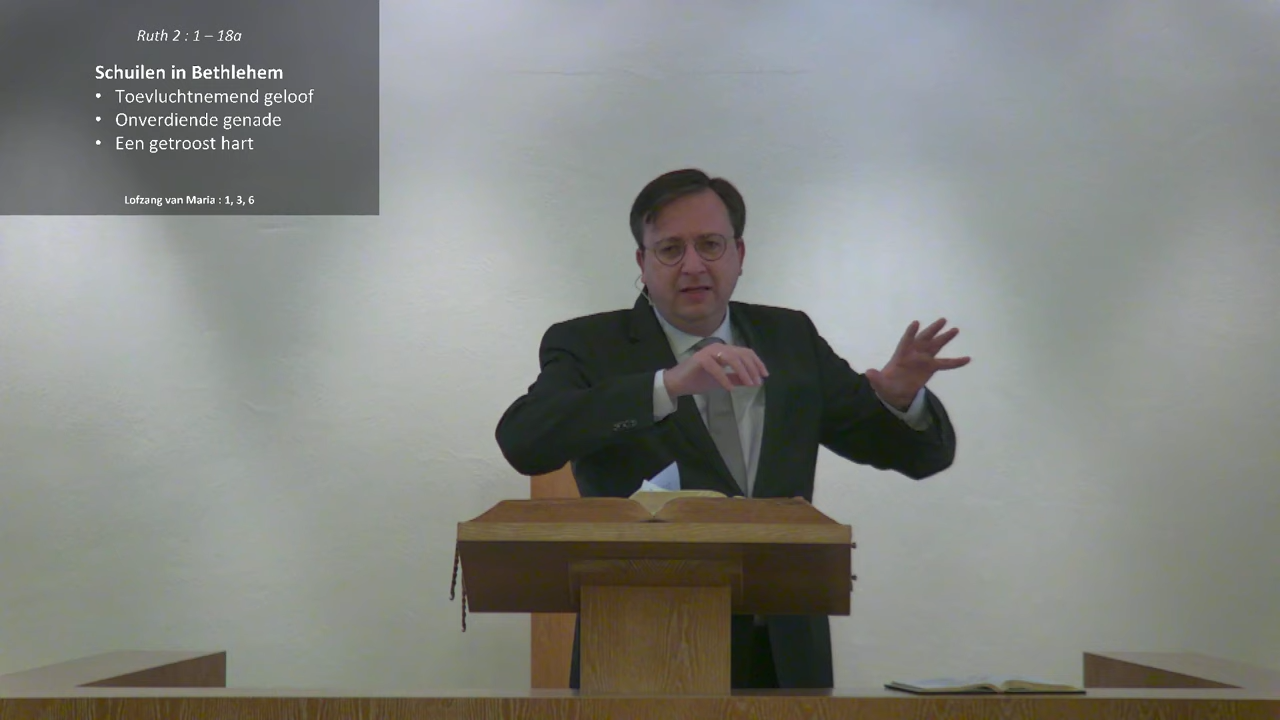 Ruth 2 : 1 – 18a
Schuilen in Bethlehem
• Toevluchtnemend geloof
• Onverdiende genade
• Een getroost hart
Lofzang van Maria : 1, 3, 6